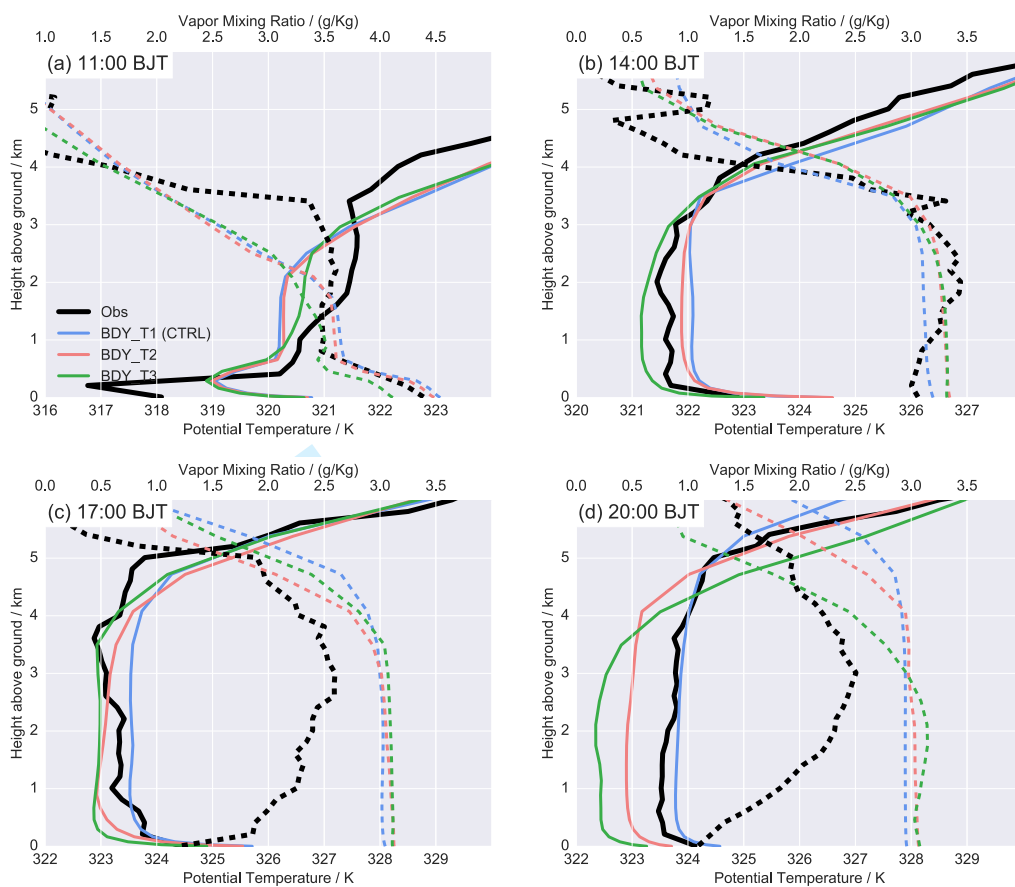 Vapor Mixing Ratio / (g/Kg)
1.0 1.5 2.0 2.5 3.0 3.5 4.0 4.5
(a) 11:00 BJT
Height above ground / km
5
4
3
2
1
0
Obs
BDY_T1 (CTRL)
BDY_T2
BDY_T3
316 317 318 319 320 321 322 323
Potential Temperature / K
Vapor Mixing Ratio / (g/Kg)
0.0 0.5 1.0 1.5 2.0 2.5 3.0 3.5
(b) 14:00 BJT
Height above ground / km
5
4
3
2
1
0
320 321 322 323 324 325 326 327
Potential Temperature / K
Vapor Mixing Ratio / (g/Kg)
0.0 0.5 1.0 1.5 2.0 2.5 3.0 3.5
(c) 17:00 BJT
Height above ground / km
5
4
3
2
1
0
322 323 324 325 326 327 328 329
Potential Temperature / K
Vapor Mixing Ratio / (g/Kg)
0.0 0.5 1.0 1.5 2.0 2.5 3.0 3.5
(d) 20:00 BJT
Height above ground / km
5
4
3
2
1
0
322 323 324 325 326 327 328 329
Potential Temperature / K